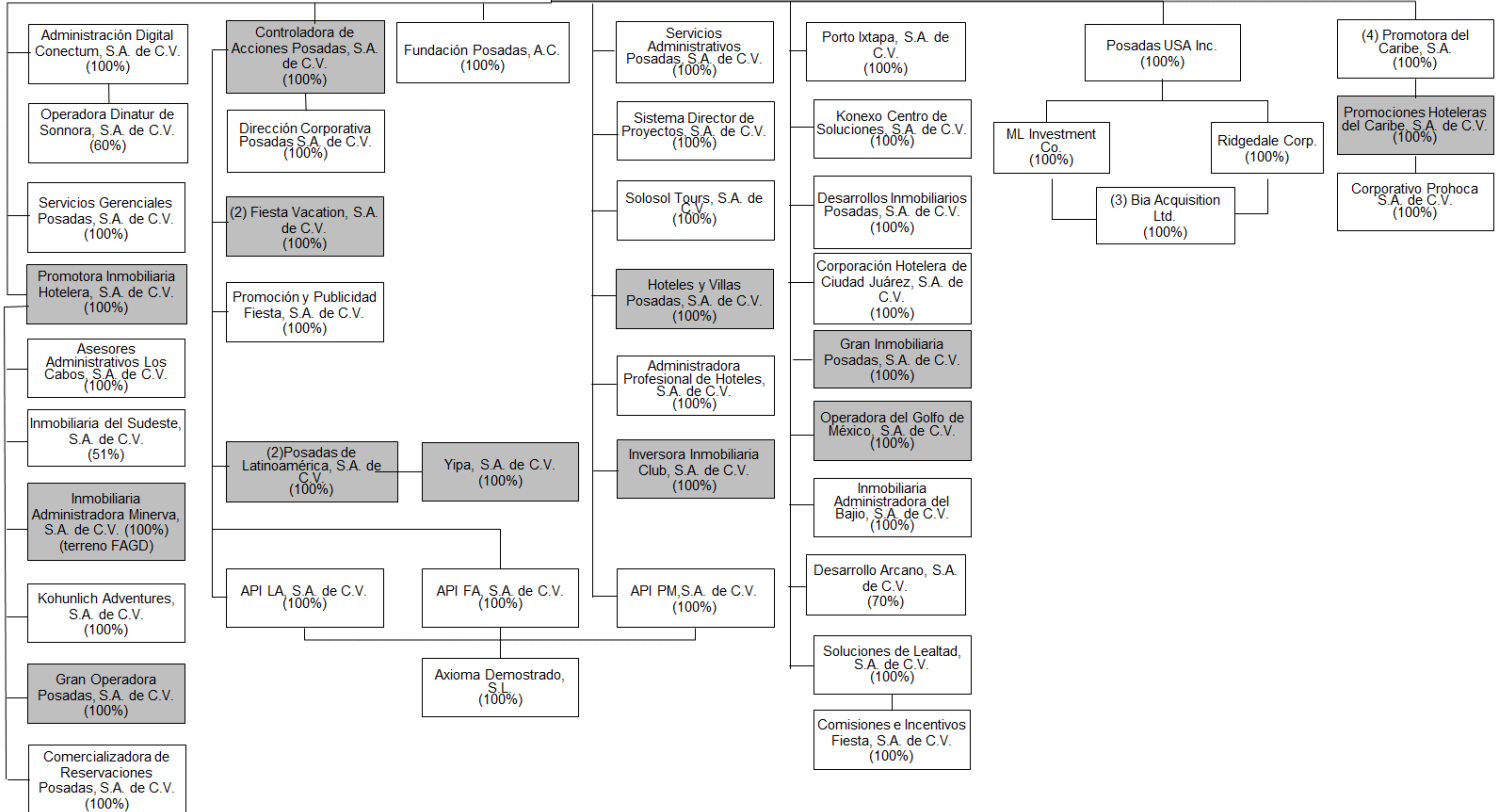 Administración Digital
Conectum, S.A. de C.V.
(100%)
Operadora Dinatur de
Sonnora, S.A. de C.V.
(60%)
Servicios Gerenciales
Posadas, S.A. de C.V.
(100%)
Promotora Inmobiliaria
Hotelera, S.A. de C.V.
(100%)
Asesores
Administrativos Los
Cabos, S.A. de C.V.
(100%)
Inmobiliaria del Sudeste,
S.A. de C.V.
(51%)
Inmobiliaria
Administradora Minerva,
S.A. de C.V. (100%)
(terreno FAGD)
Kohunlich Adventures,
S.A. de C.V.
(100%)
Gran Operadora
Posadas, S.A. de C.V.
(100%)
Comercializadora de
Reservaciones
Posadas, S.A. de C.V.
(100%)
Controladora de
Acciones Posadas, S.A.
de C.V.
(100%)
Dirección Corporativa
Posadas S.A. de C.V.
(100%)
(2) Fiesta Vacation, S.A.
de C.V.
(100%)
Promoción y Publicidad
Fiesta, S.A. de C.V.
(100%)
(2)Posadas de
Latinoamérica, S.A. de
C.V.
(100%)
Yipa, S.A. de C.V.
(100%)
API LA, S.A. de C.V.
(100%)
API FA, S.A. de C.V.
(100%)
Axioma Demostrado,
S.L.
(100%)
Fundación Posadas, A.C.
(100%)
Servicios
Administrativos
Posadas, S.A. de C.V.
(100%)
Sistema Director de
Proyectos, S.A. de C.V.
(100%)
Solosol Tours, S.A. de
C.V.
(100%)
Hoteles y Villas
Posadas, S.A. de C.V.
(100%)
Administradora
Profesional de Hoteles,
S.A. de C.V.
(100%)
Inversora Inmobiliaria
Club, S.A. de C.V.
(100%)
API PM,S.A. de C.V.
(100%)
Porto Ixtapa, S.A. de
C.V.
(100%)
Konexo Centro de
Soluciones, S.A. de C.V.
(100%)
Desarrollos Inmobiliarios
Posadas, S.A. de C.V.
(100%)
Corporación Hotelera de
Ciudad Juárez, S.A. de
C.V.
(100%)
Gran Inmobiliaria
Posadas, S.A. de C.V.
(100%)
Operadora del Golfo de
México, S.A. de C.V.
(100%)
Inmobiliaria
Administradora del
Bajio, S.A. de C.V.
(100%)
Desarrollo Arcano, S.A.
de C.V.
(70%)
Soluciones de Lealtad,
S.A. de C.V.
(100%)
Comisiones e Incentivos
Fiesta, S.A. de C.V.
(100%)
Posadas USA Inc.
(100%)
ML Investment
Co.
(100%)
Ridgedale Corp.
(100%)
(3) Bia Acquisition
Ltd.
(100%)
(4) Promotora del
Caribe, S.A.
(100%)
Promociones Hoteleras
del Caribe, S.A. de C.V.
(100%)
Corporativo Prohoca
S.A. de C.V.
(100%)